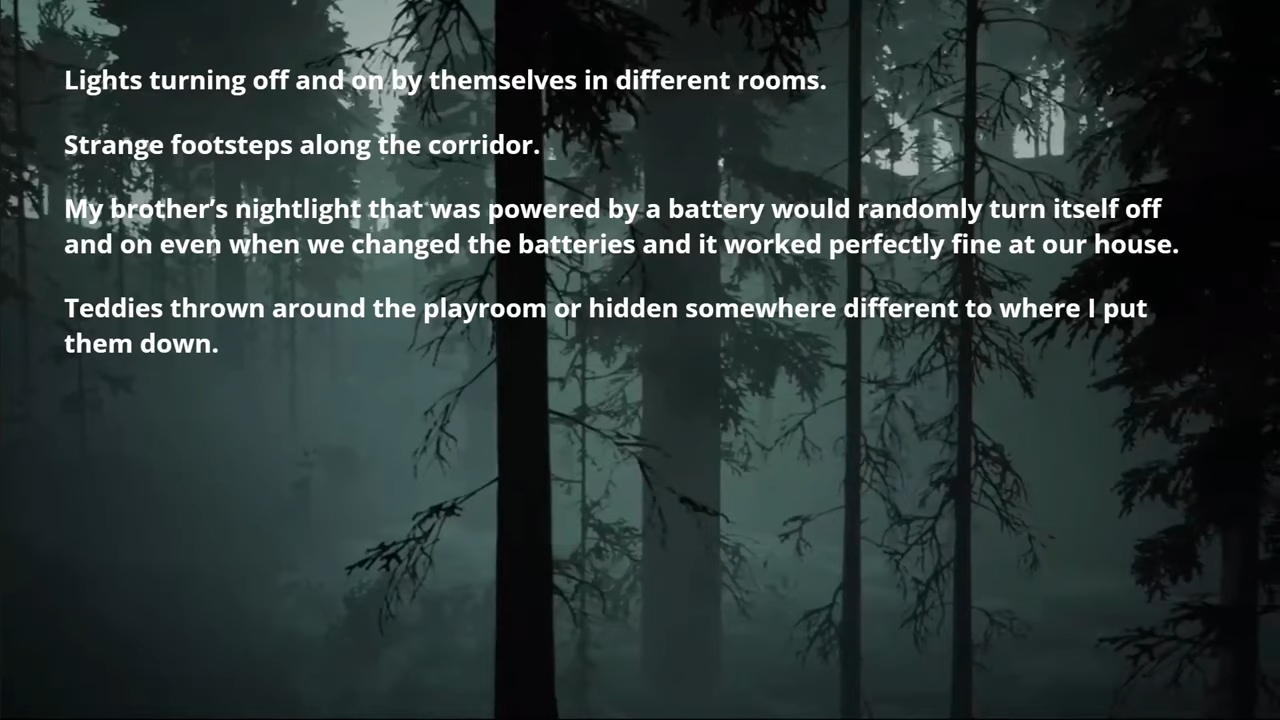 Lights turning off and on by themselves in different rooms.
Strange footsteps along the corridor.
My brother’s nightlight that was powered by a battery would randomly turn itself off
and on even when we changed the batteries and it worked perfectly fine at our house.
Teddies thrown around the playroom or hidden somewhere different to where I put
them down.